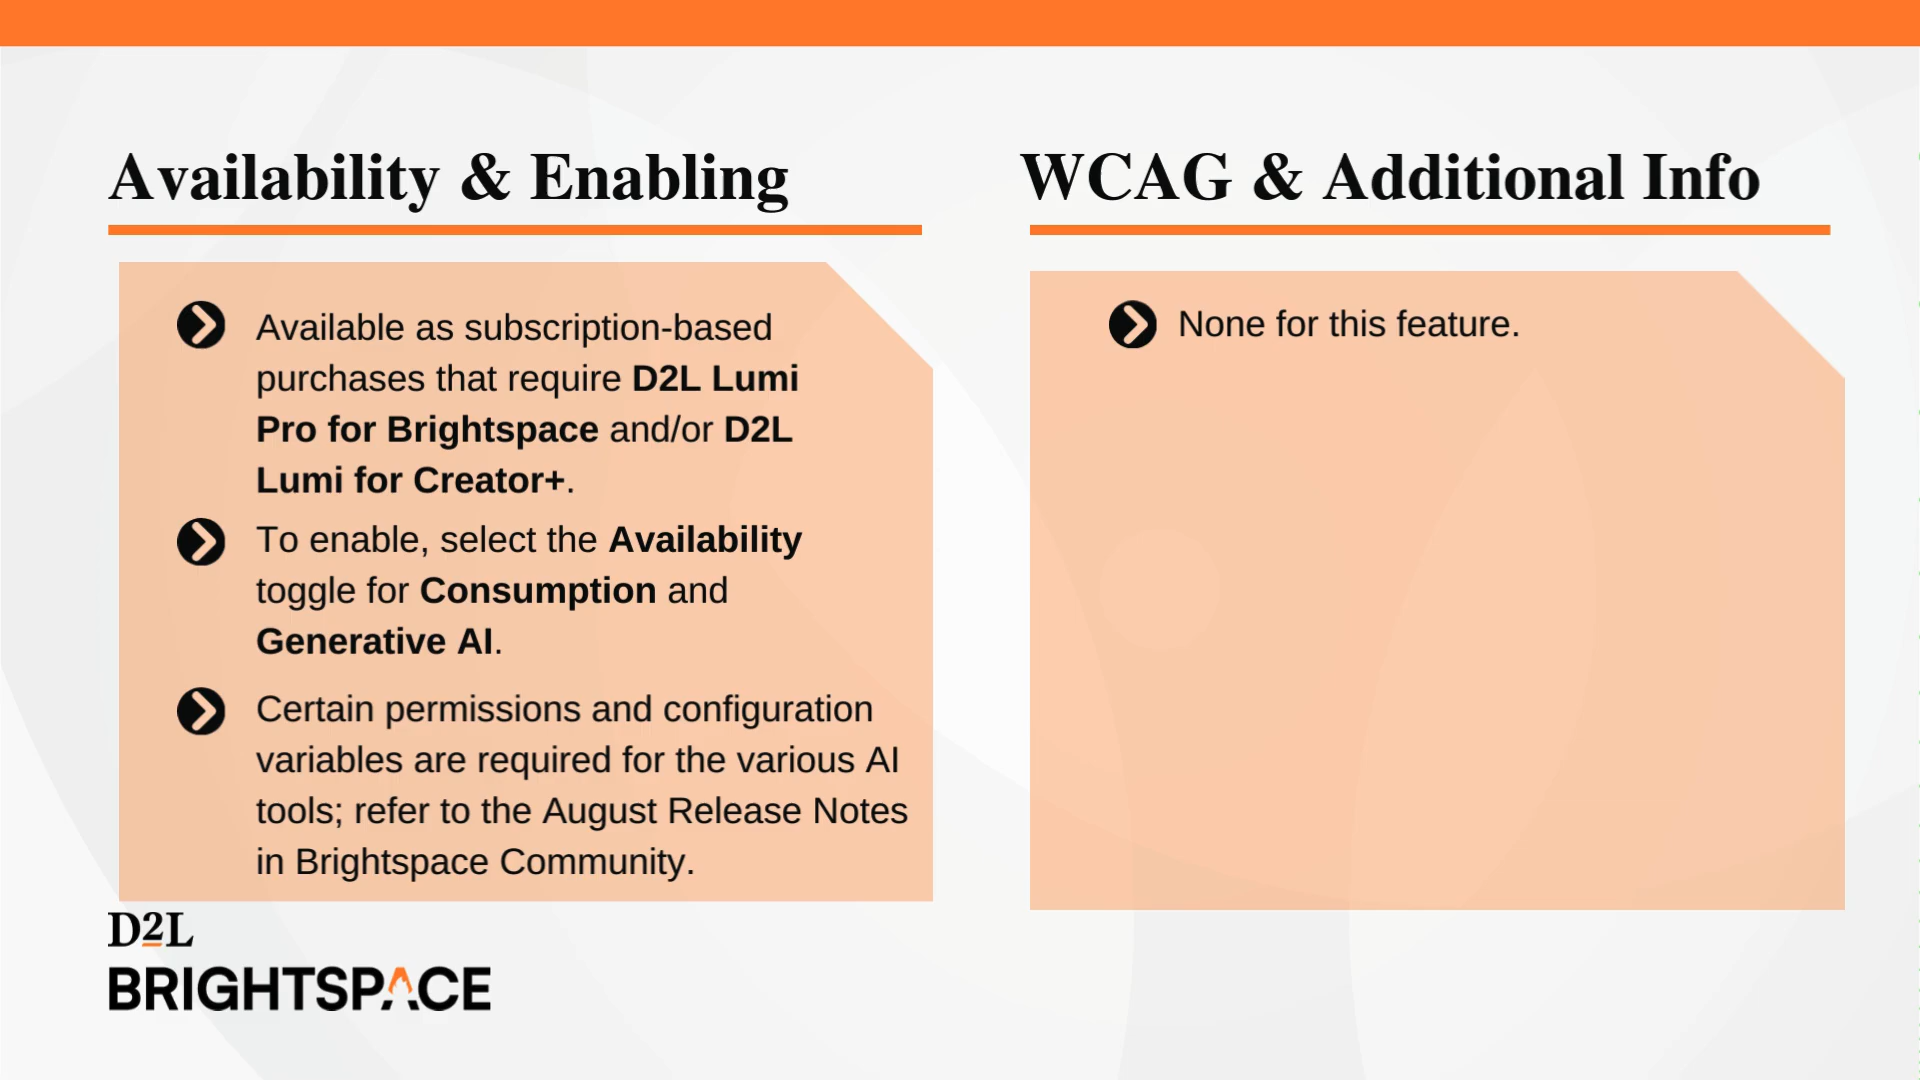 Availability & Enabling
Available as subscription-based
purchases that require D2L Lumi
Pro for Brightspace and/or D2L
Lumi for Creator+.
To enable, select the Availability
toggle for Consumption and
Generative AI.
Certain permissions and configuration
variables are required for the various AI
tools; refer to the August Release Notes
in Brightspace Community.
WCAG & Additional Info
None for this feature.
D2L
BRIGHTSPACE